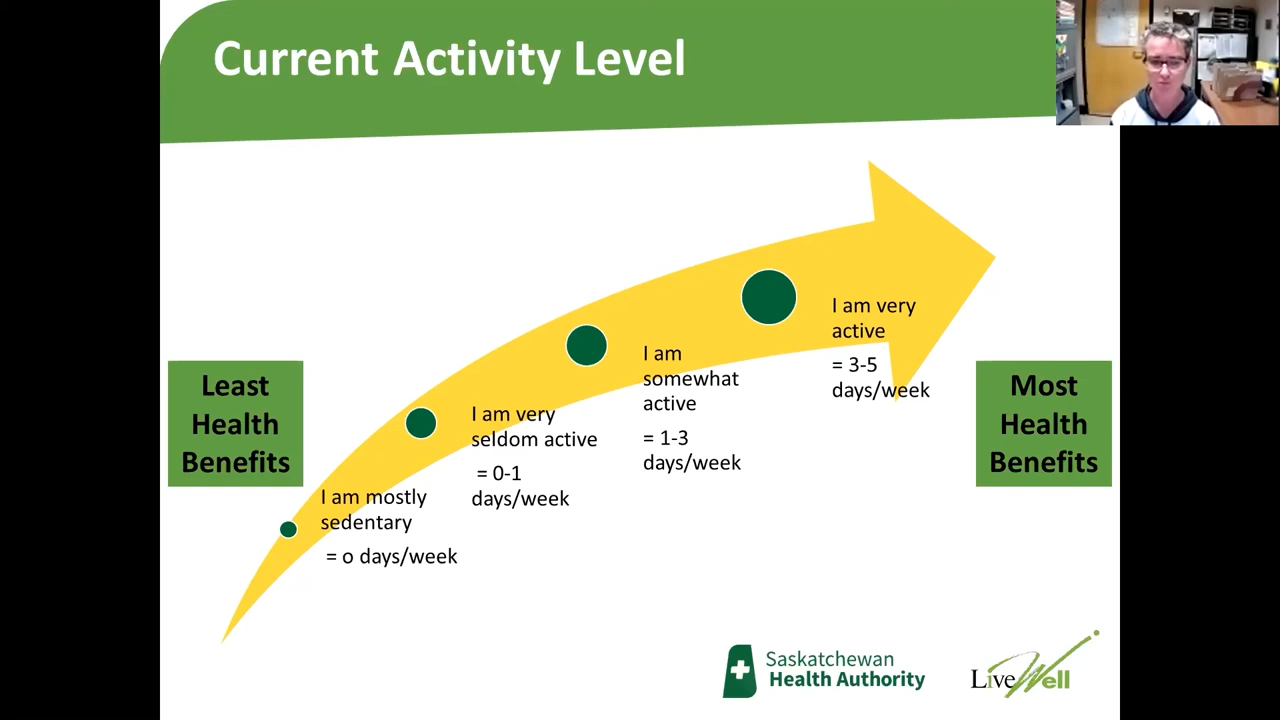 Current Activity Level
Least
Health
Benefits
I am mostly
sedentary
= o days/week
I am very
seldom active
= 0-1
days/week
I am
somewhat
active
= 1-3
days/week
I am very
active
= 3-5
days/week
Most
Health
Benefits
Saskatchewan
Health Authority
LiveWell